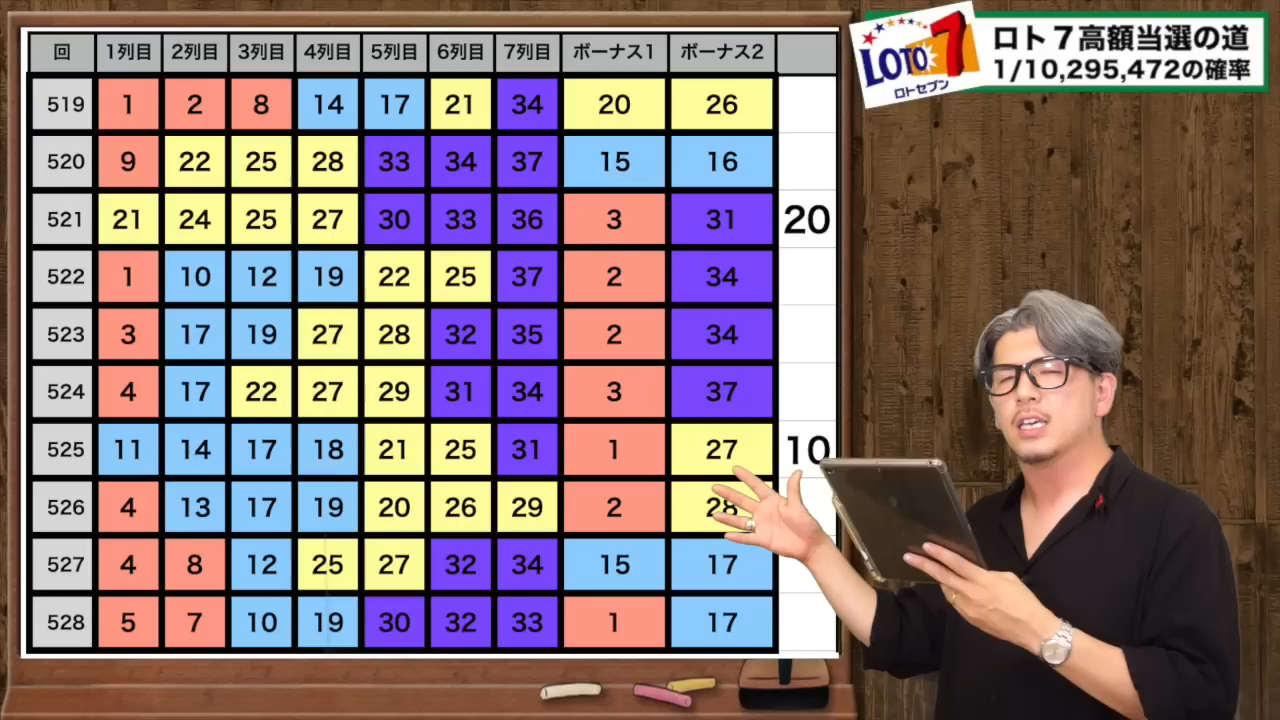 回 1列目 2列目 3列目 4列目 5列目 6列目 7列目 ボーナス1 ボーナス2
519 1 2 8 14 17 21 34 20 26
520 9 22 25 28 33 34 37 15 16
521 21 24 25 27 30 33 36 3 31 20
522 1 10 12 19 22 25 37 2 34
523 3 17 19 27 28 32 35 2 34
524 4 17 22 27 29 31 34 3 37
525 11 14 17 18 21 25 31 1 27 10
526 4 13 17 19 20 26 29 2 28
527 4 8 12 25 27 32 34 15 17
528 5 7 10 19 30 32 33 1 17
LOTO 7
ロトセブン
ロト7高額当選の道
1/10,295,472の確率